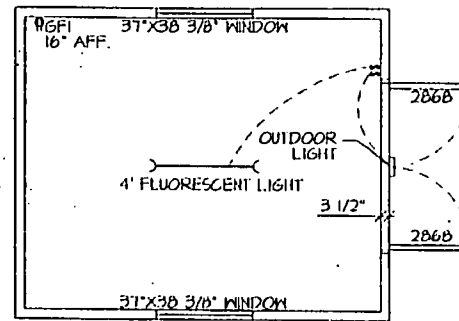 GFI
16" AFF.
37"X38 3/8" WINDOW
2868
OUTDOOR
LIGHT
4' FLUORESCENT LIGHT
3 1/2"
2868
37"X38 3/8" WINDOW